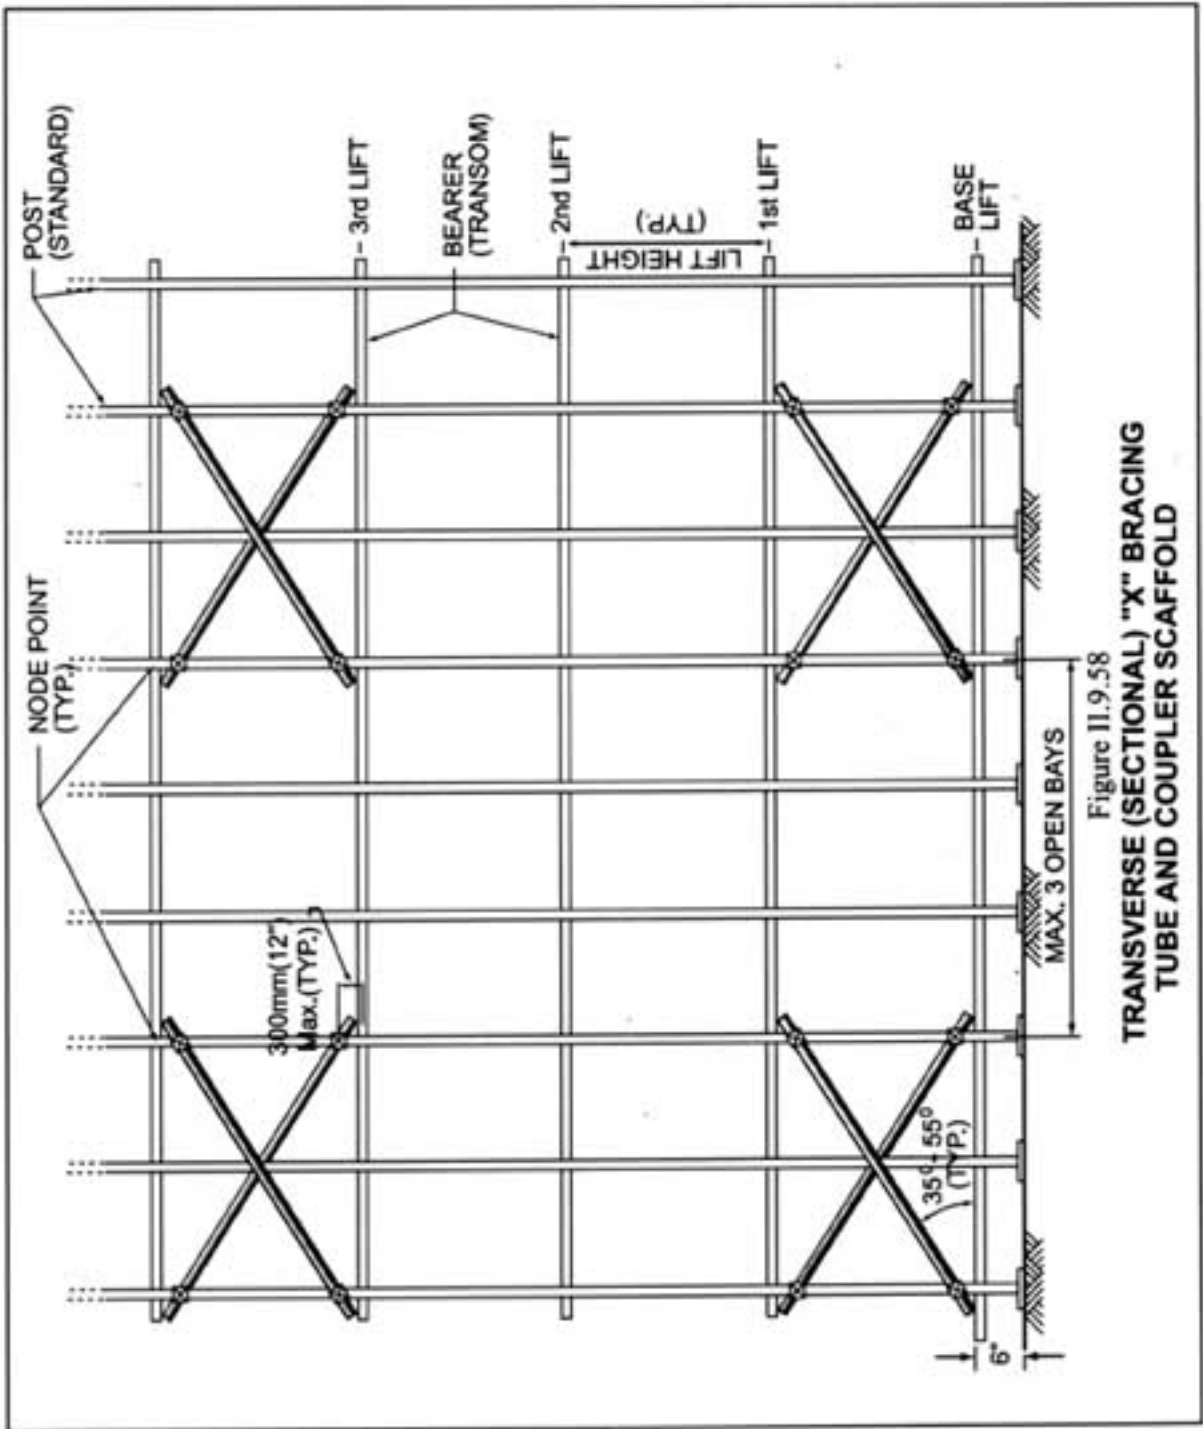 POST
(STANDARD)
NODE POINT
(TYP.)
3rd LIFT
BEARER
(TRANSOM)
2nd LIFT
LIFT HEIGHT
(TYP.)
1st LIFT
BASE
LIFT
300mm(12")
Max.(TYP.)
35°- 55°
(TYP.)
6"
MAX. 3 OPEN BAYS
Figure II.9.58
TRANSVERSE (SECTIONAL) "X" BRACING
TUBE AND COUPLER SCAFFOLD